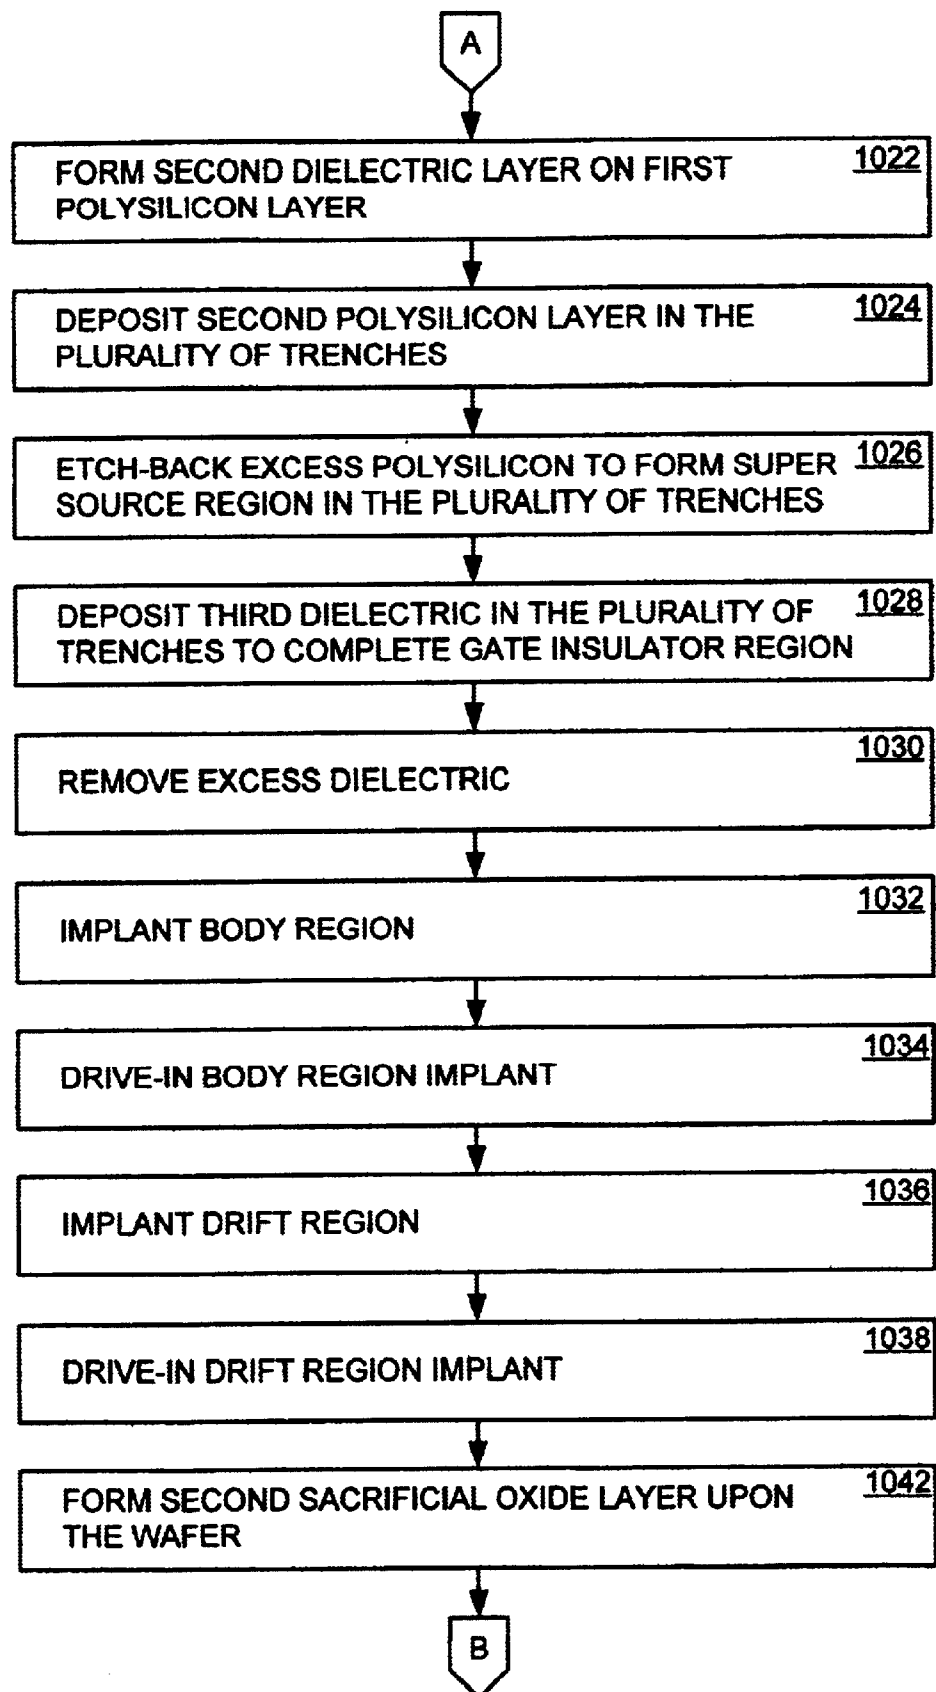 A
FORM SECOND DIELECTRIC LAYER ON FIRST
POLYSILICON LAYER
1022
DEPOSIT SECOND POLYSILICON LAYER IN THE
PLURALITY OF TRENCHES
1024
ETCH-BACK EXCESS POLYSILICON TO FORM SUPER
SOURCE REGION IN THE PLURALITY OF TRENCHES
1026
DEPOSIT THIRD DIELECTRIC IN THE PLURALITY OF
TRENCHES TO COMPLETE GATE INSULATOR REGION
1028
REMOVE EXCESS DIELECTRIC
1030
IMPLANT BODY REGION
1032
DRIVE-IN BODY REGION IMPLANT
1034
IMPLANT DRIFT REGION
1036
DRIVE-IN DRIFT REGION IMPLANT
1038
FORM SECOND SACRIFICIAL OXIDE LAYER UPON
THE WAFER
1042
B